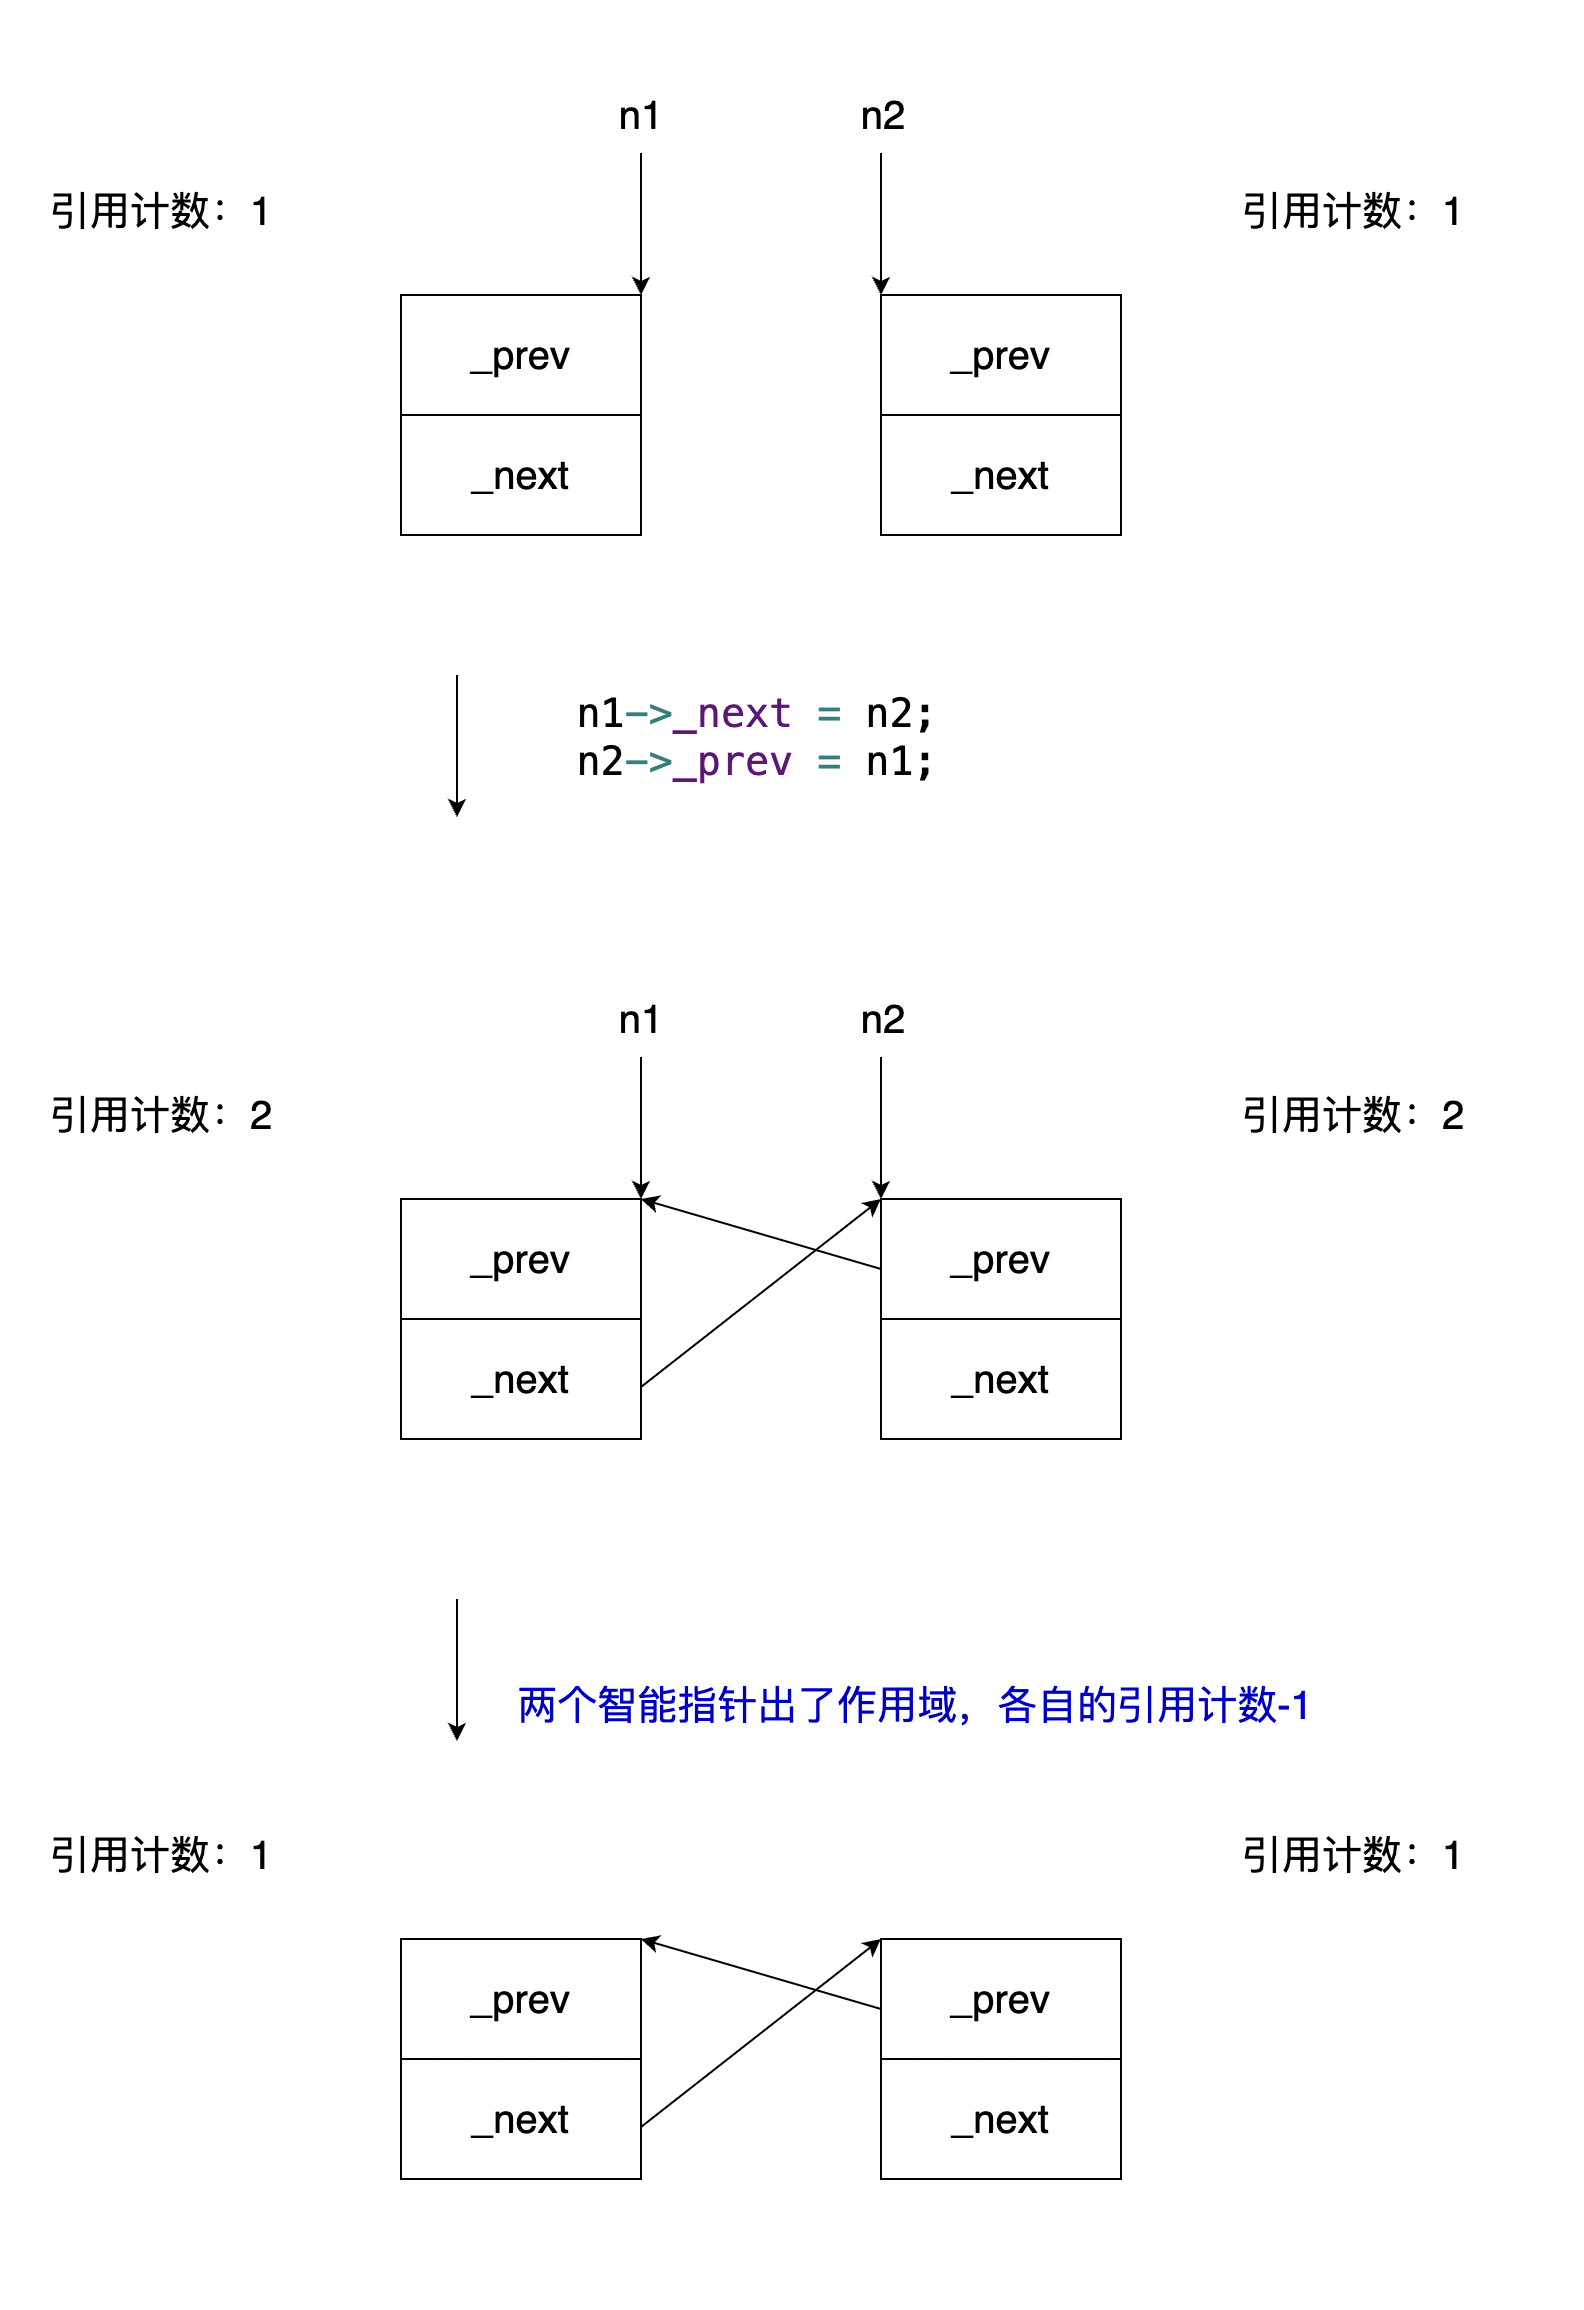 n1 n2
引用计数：1 引用计数：1
_prev _prev
_next _next
n1->_next = n2;
n2->_prev = n1;
n1 n2
引用计数：2 引用计数：2
_prev _prev
_next _next
两个智能指针出了作用域，各自的引用计数-1
引用计数：1 引用计数：1
_prev _prev
_next _next